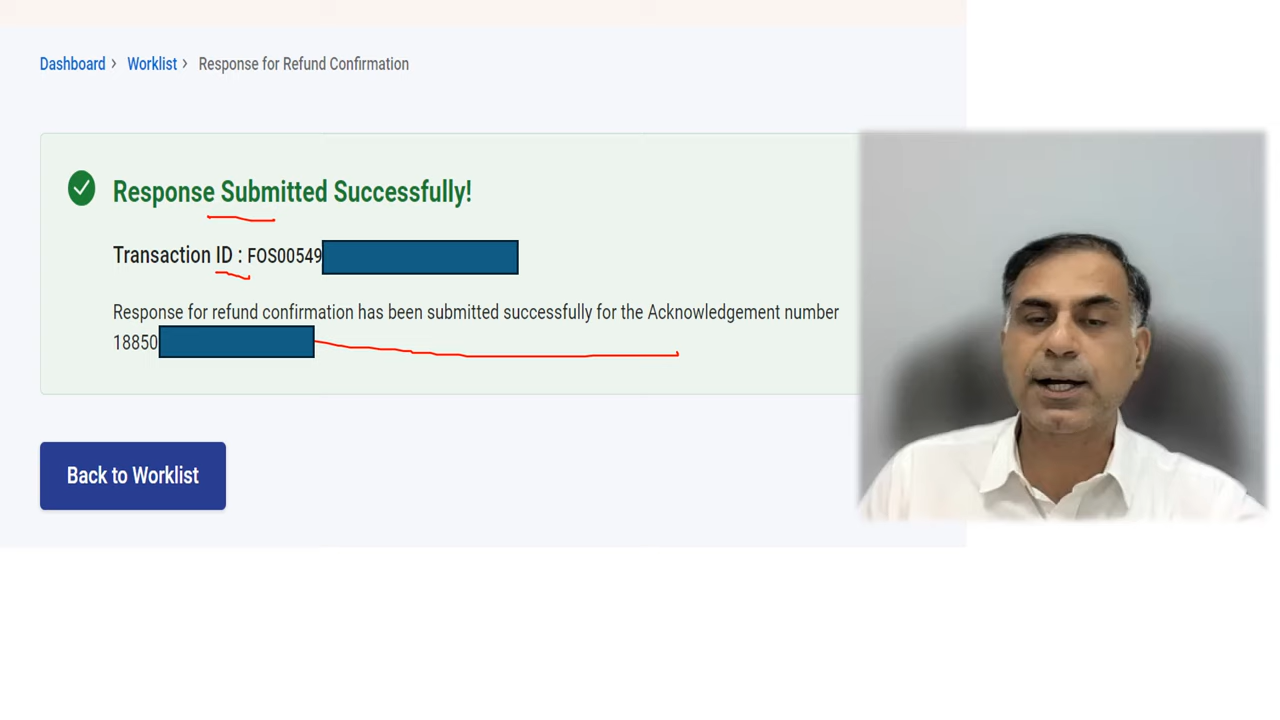 Dashboard > Worklist > Response for Refund Confirmation
Response Submitted Successfully!
Transaction ID : FOS00549
Response for refund confirmation has been submitted successfully for the Acknowledgement number
18850
Back to Worklist